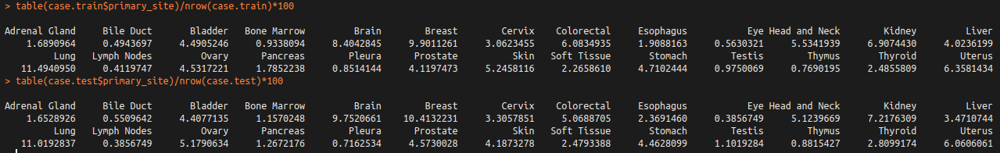 > table(case.train$primary_site)/nrow(case.train)*100
Adrenal Gland Bile Duct Bladder Bone Marrow Brain Breast Cervix Colorectal Esophagus Eye Head and Neck Kidney Liver
1.6890964 0.4943697 4.4905246 0.9338094 8.4042845 9.9011261 3.0623455 6.0834935 1.9088163 0.5630321 5.5341939 6.9074430 4.0236199
Lung Lymph Nodes Ovary Pancreas Pleura Prostate Skin Soft Tissue Stomach Testis Thymus Thyroid Uterus
11.4940950 0.4119747 4.5317221 1.7852238 0.8514144 4.1197473 5.2458116 2.2658610 4.7102444 0.9750069 0.7690195 2.4855809 6.3581434
> table(case.test$primary_site)/nrow(case.test)*100
Adrenal Gland Bile Duct Bladder Bone Marrow Brain Breast Cervix Colorectal Esophagus Eye Head and Neck Kidney Liver
1.6528926 0.5509642 4.4077135 1.1570248 9.7520661 10.4132231 3.3057851 5.0688705 2.3691460 0.3856749 5.1239669 7.2176309 3.4710744
Lung Lymph Nodes Ovary Pancreas Pleura Prostate Skin Soft Tissue Stomach Testis Thymus Thyroid Uterus
11.0192837 0.3856749 5.1790634 1.2672176 0.7162534 4.5730028 4.1873278 2.4793388 4.4628099 1.1019284 0.8815427 2.8099174 6.0606061